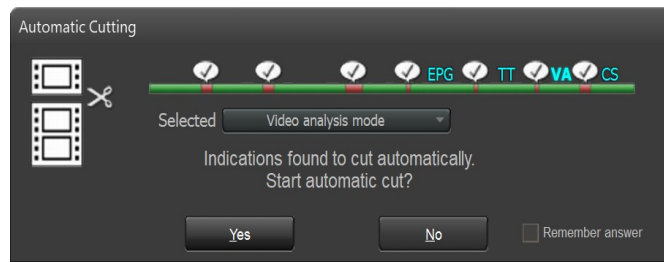 Automatic Cutting
EPG TT VA CS
Selected Video analysis mode
Indications found to cut automatically.
Start automatic cut?
Yes No Remember answer